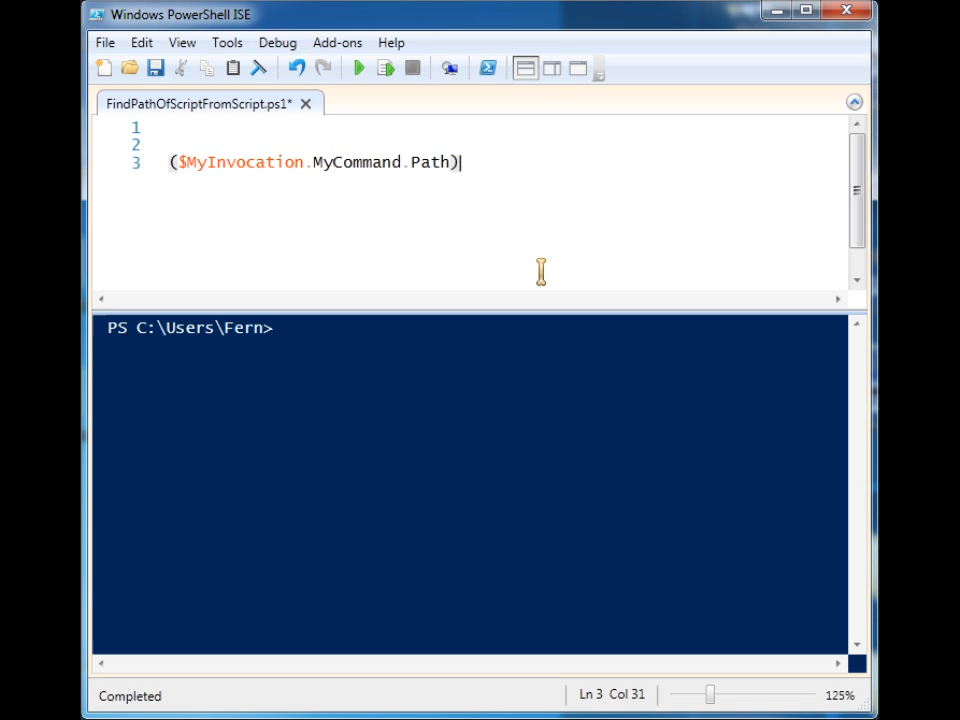 Windows PowerShell ISE
File Edit View Tools Debug Add-ons Help
FindPathOfScriptFromScript.ps1*
1
2
3 ($MyInvocation.MyCommand.Path)
PS C:\Users\Fern>
Completed Ln 3 Col 31 125%